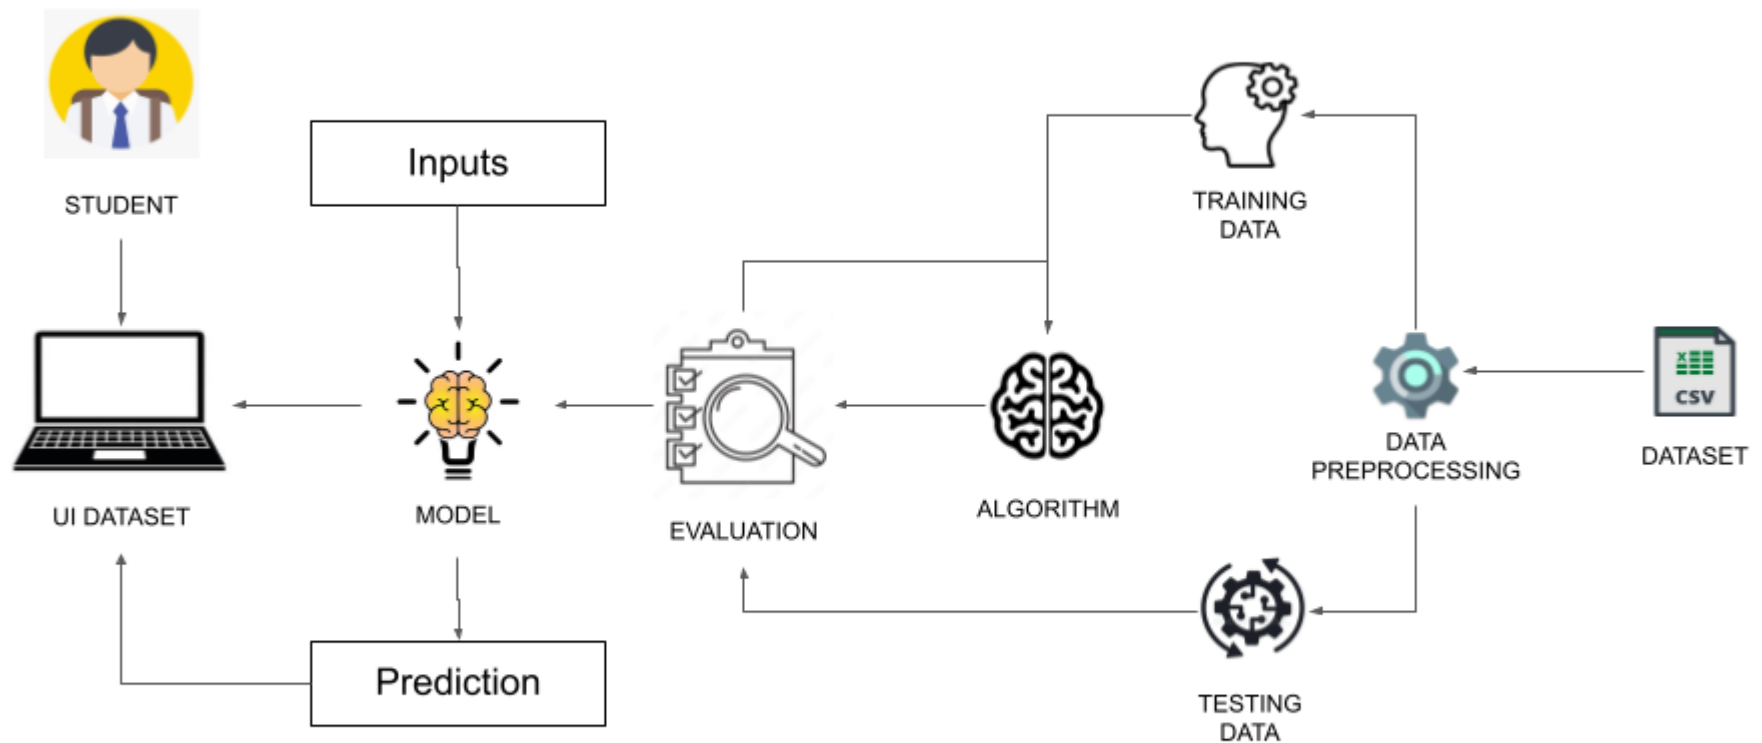 STUDENT
Inputs
TRAINING
DATA
X
CSV
DATA
PREPROCESSING
DATASET
UI DATASET
MODEL
EVALUATION
ALGORITHM
Prediction
TESTING
DATA